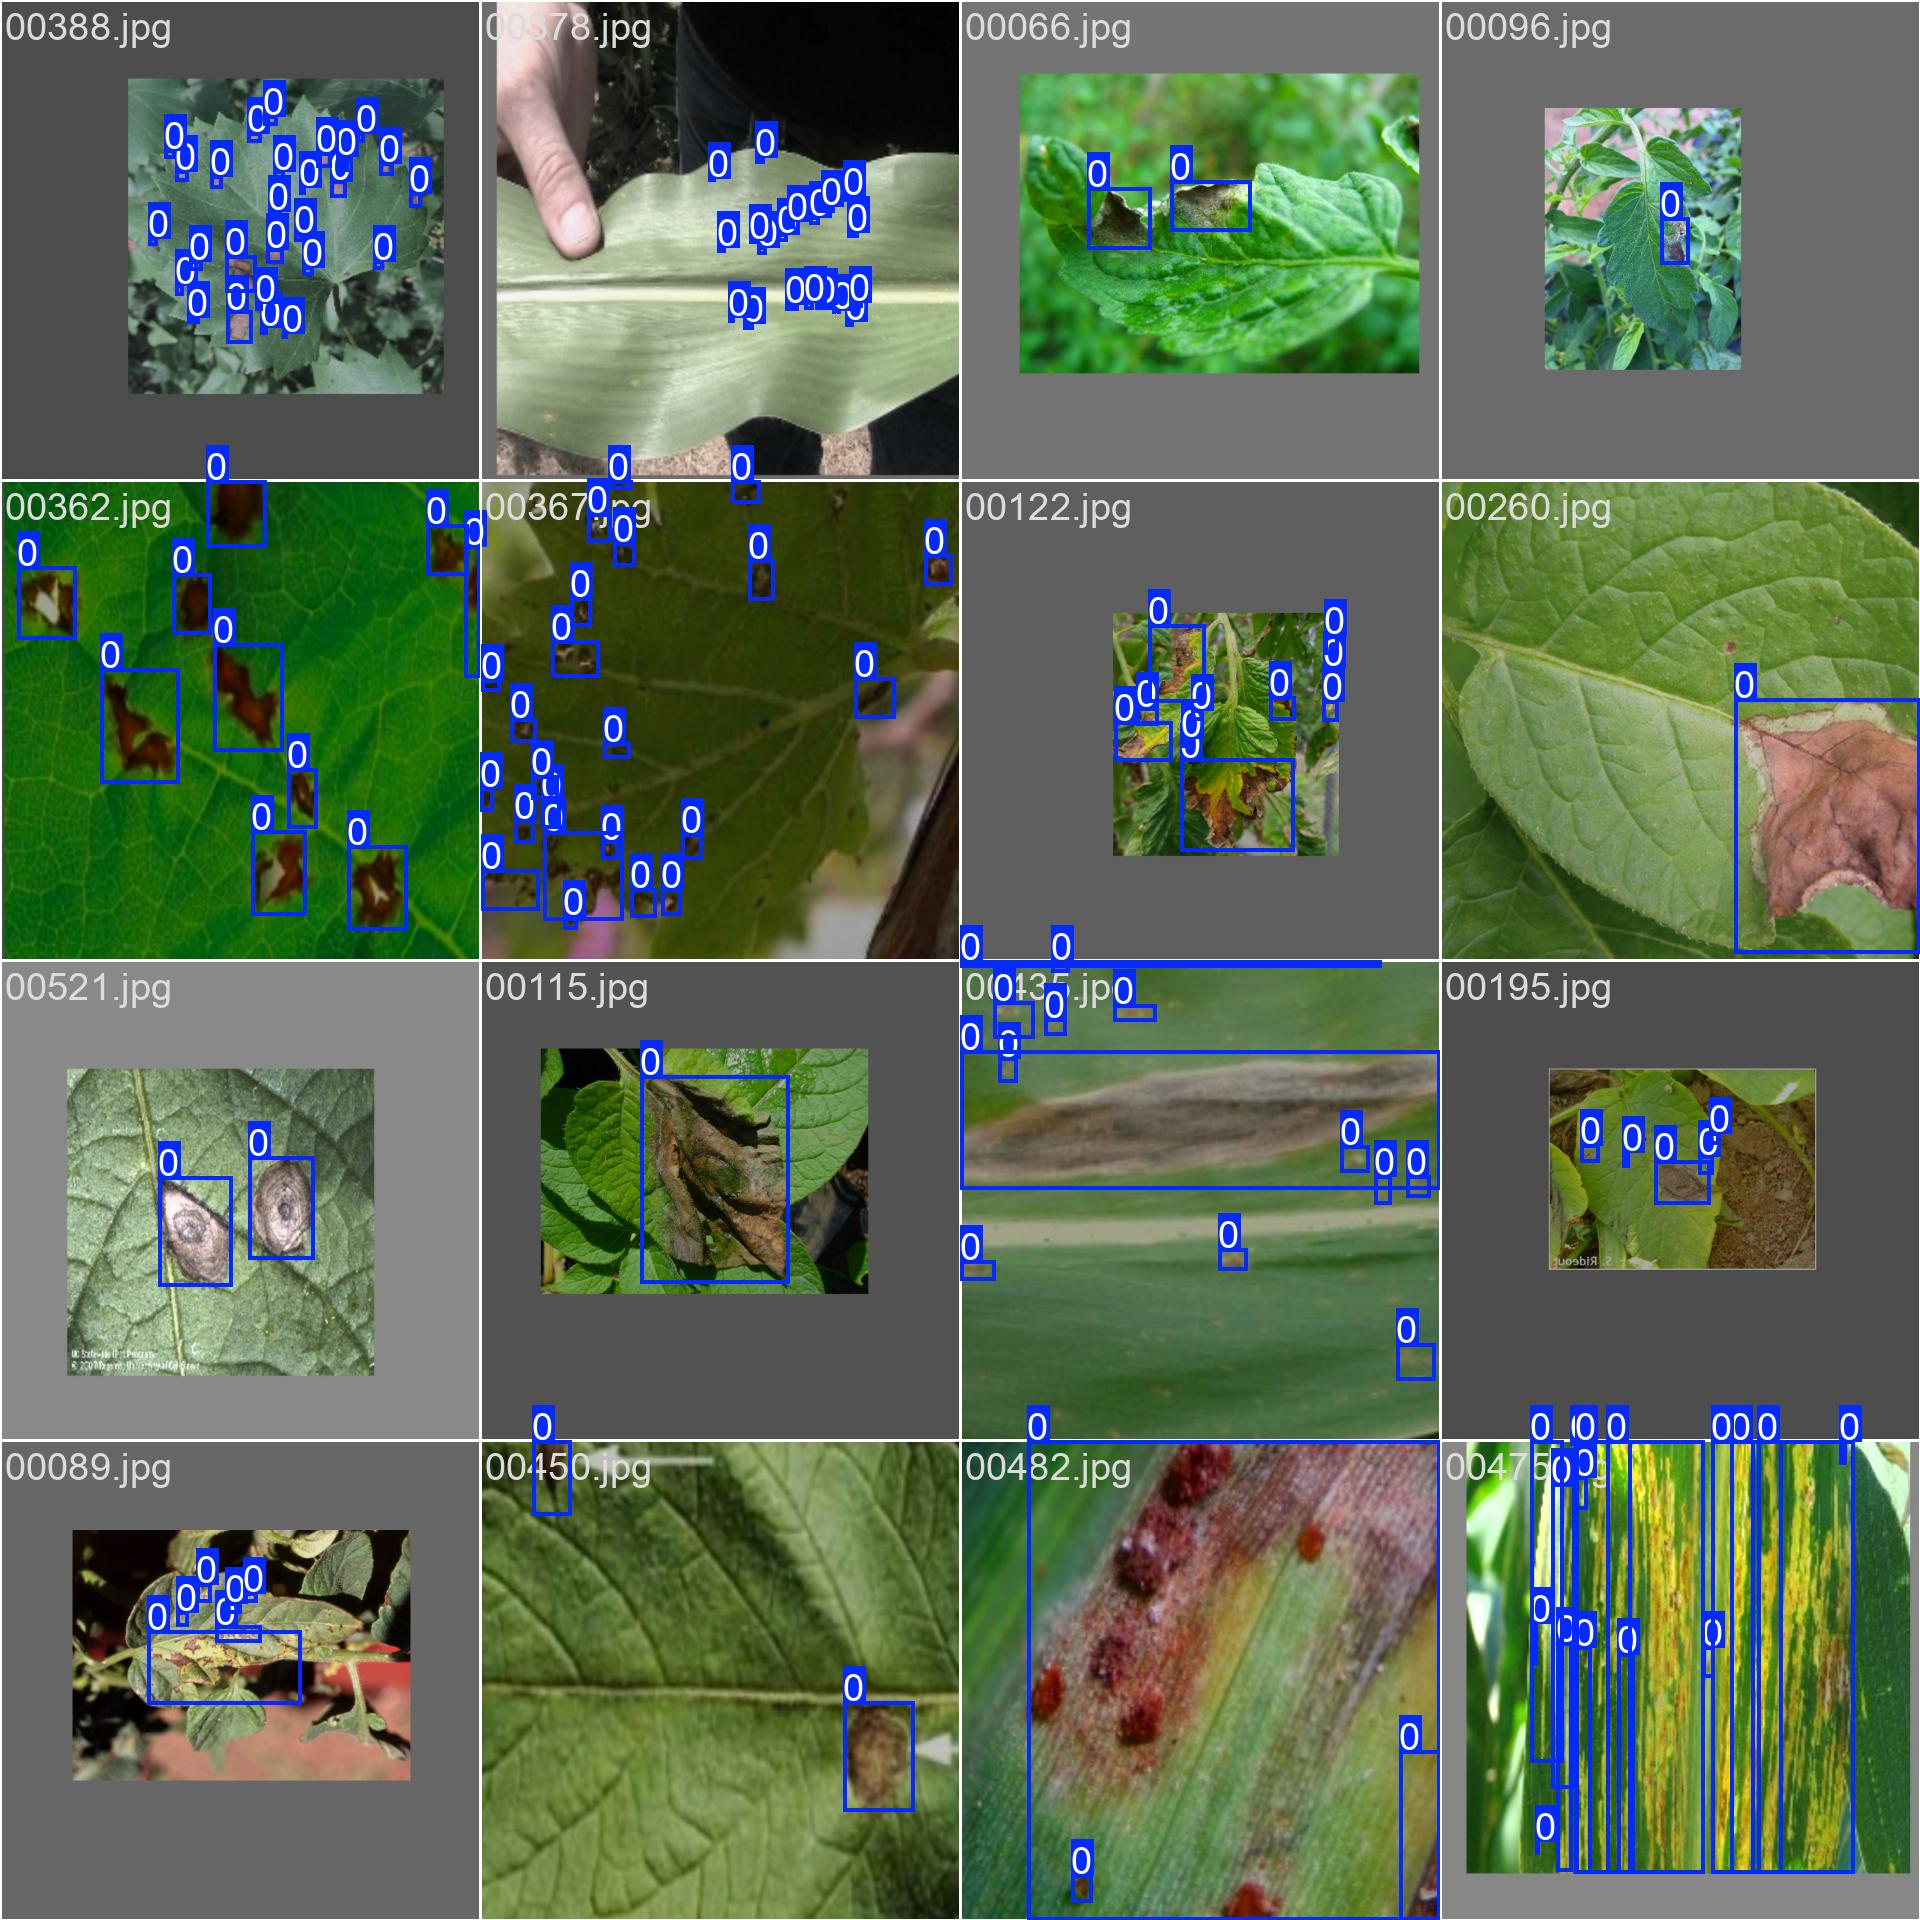 00388.jpg
00378.jpg
00066.jpg
00096.jpg
0 0 0 0 0 0 0 0 0 0 0 0 0 0 0 0 0 0 0 0 0 0 0 0 0 0 0 0
0 0 0 0 0 0 0 0 0 0 0 0 0 0 0 0 0 0 0 0
0 0
0
00362.jpg
00367.jpg
00122.jpg
00260.jpg
0 0 0 0 0 0 0 0 0 0
0 0 0 0 0 0 0 0 0 0 0 0 0 0 0 0 0 0 0 0 0 0 0
0 0 0 0 0 0 0 0 0
0
00521.jpg
00115.jpg
00435.jpg
00195.jpg
0 0
0
0 0 0 0 0 0 0 0 0 0 0 0 0
0 0 0 0 0
S. Rideout
00089.jpg
00450.jpg
00482.jpg
00475
0 0 0 0 0 0
0 0
0 0 0
0 0 0 0 0 0 0 0 0 0 0 0 0 0 0 0